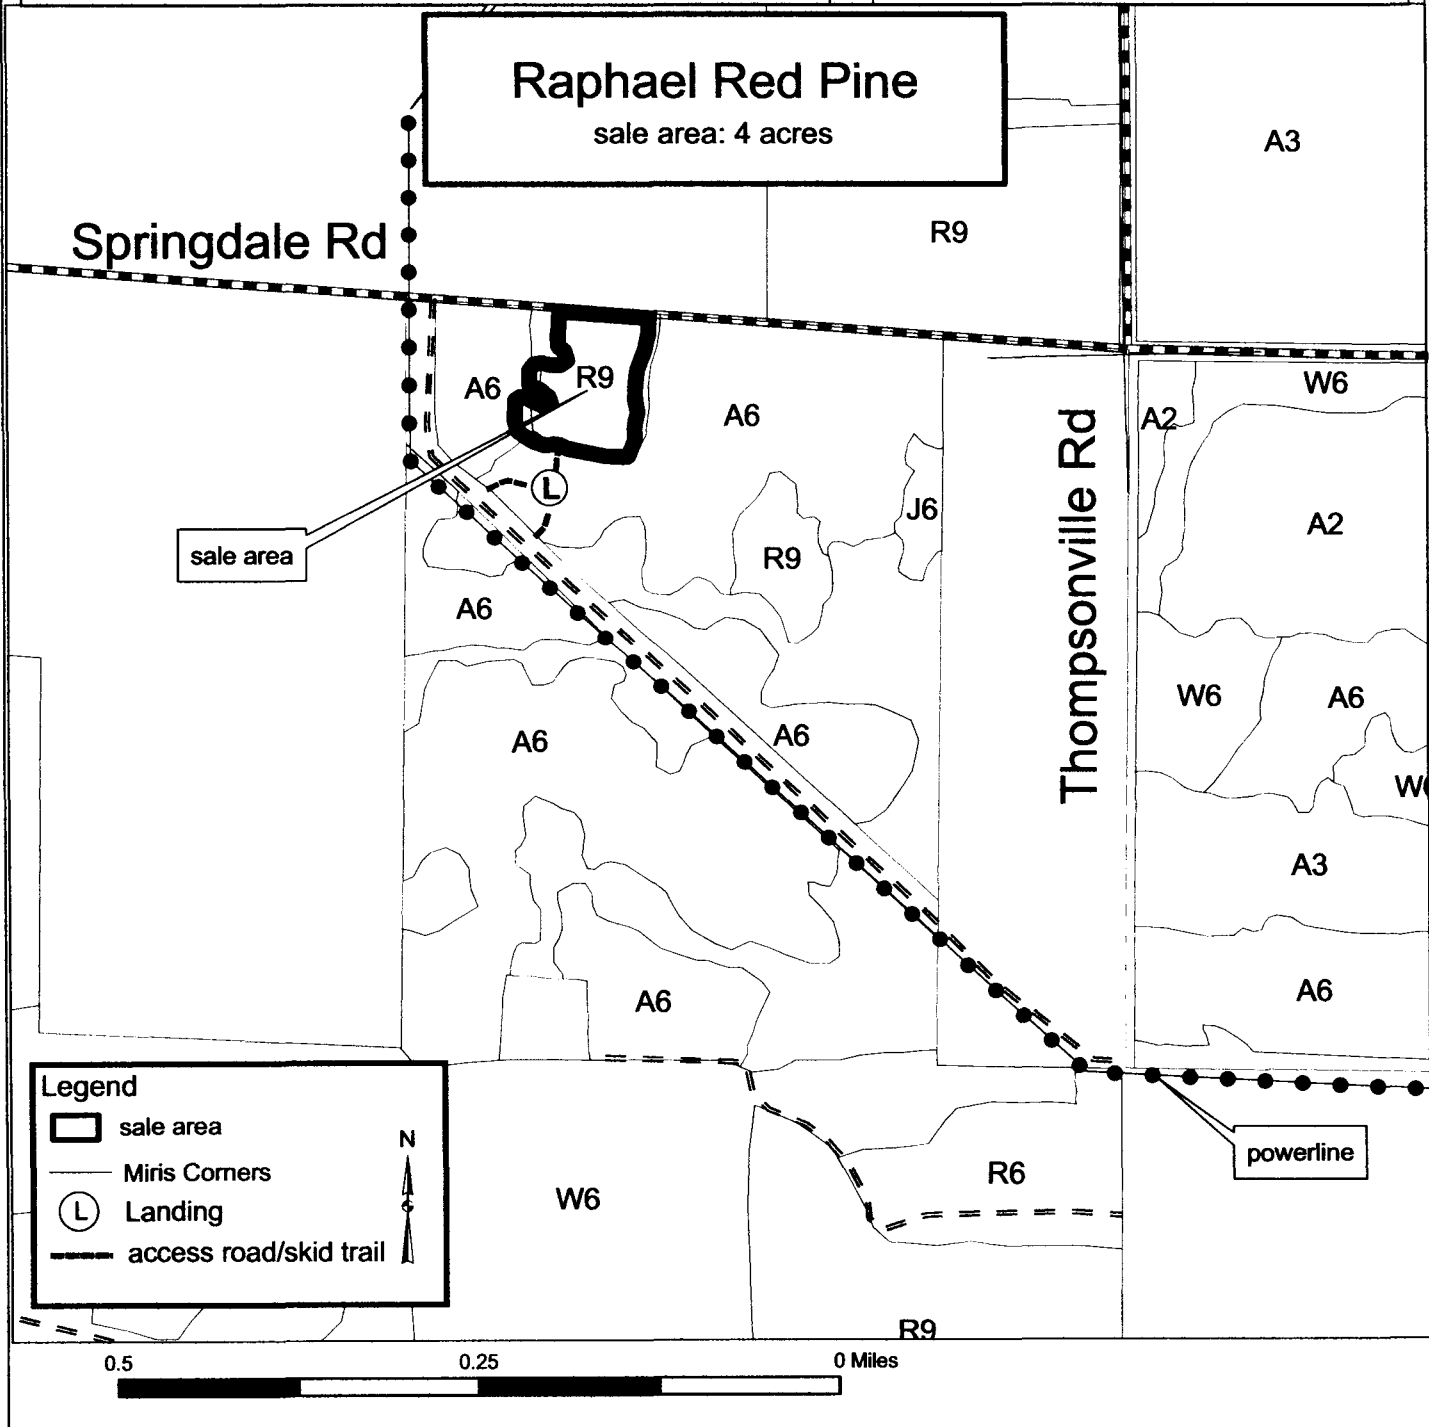 Raphael Red Pine
sale area: 4 acres
A3
R9
Springdale Rd
R9
A6
A6
W6
A2
J6
A2
L
R9
sale area
A6
Thompsonville Rd
W6
A6
A6
A6
A3
A6
A6
Legend
sale area
N
Miris Corners
L
Landing
access road/skid trail
powerline
R6
W6
R9
0.5
0.25
0 Miles